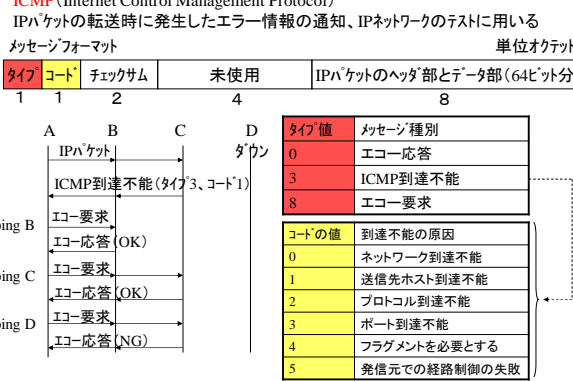 ICMP(Internet Control Management Protocol)
IPパケットの転送時に発生したエラー情報の通知、IPネットワークのテストに用いる
メッセージフォーマット 単位オクテット
タイプ コード チェックサム 未使用 IPパケットのヘッダ部とデータ部(64ビット分
1 1 2 4 8
A B C D
IPパケット ダウン
ICMP到達不能(タイプ3、コード1)
ing B エコー要求
エコー応答(OK)
ing C エコー要求
エコー応答(OK)
ing D エコー要求
エコー応答(NG)
タイプ値 メッセージ種別
0 エコー応答
3 ICMP到達不能
8 エコー要求
コードの値 到達不能の原因
0 ネットワーク到達不能
1 送信先ホスト到達不能
2 プロトコル到達不能
3 ポート到達不能
4 フラグメントを必要とする
5 発信元での経路制御の失敗